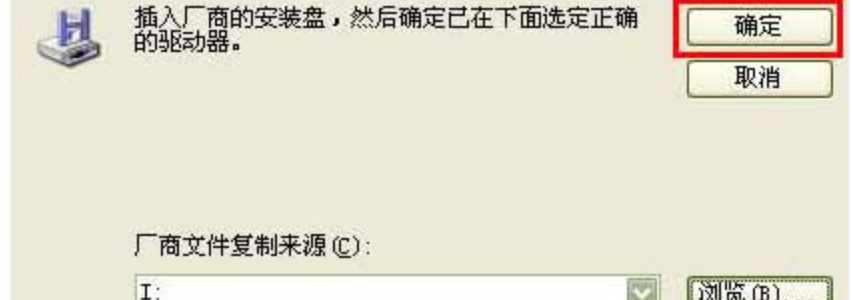 插入厂商的安装盘，然后确定已在下面选定正确
的驱动器。
确定
取消
厂商文件复制来源(C):
I:
浏览(B)...